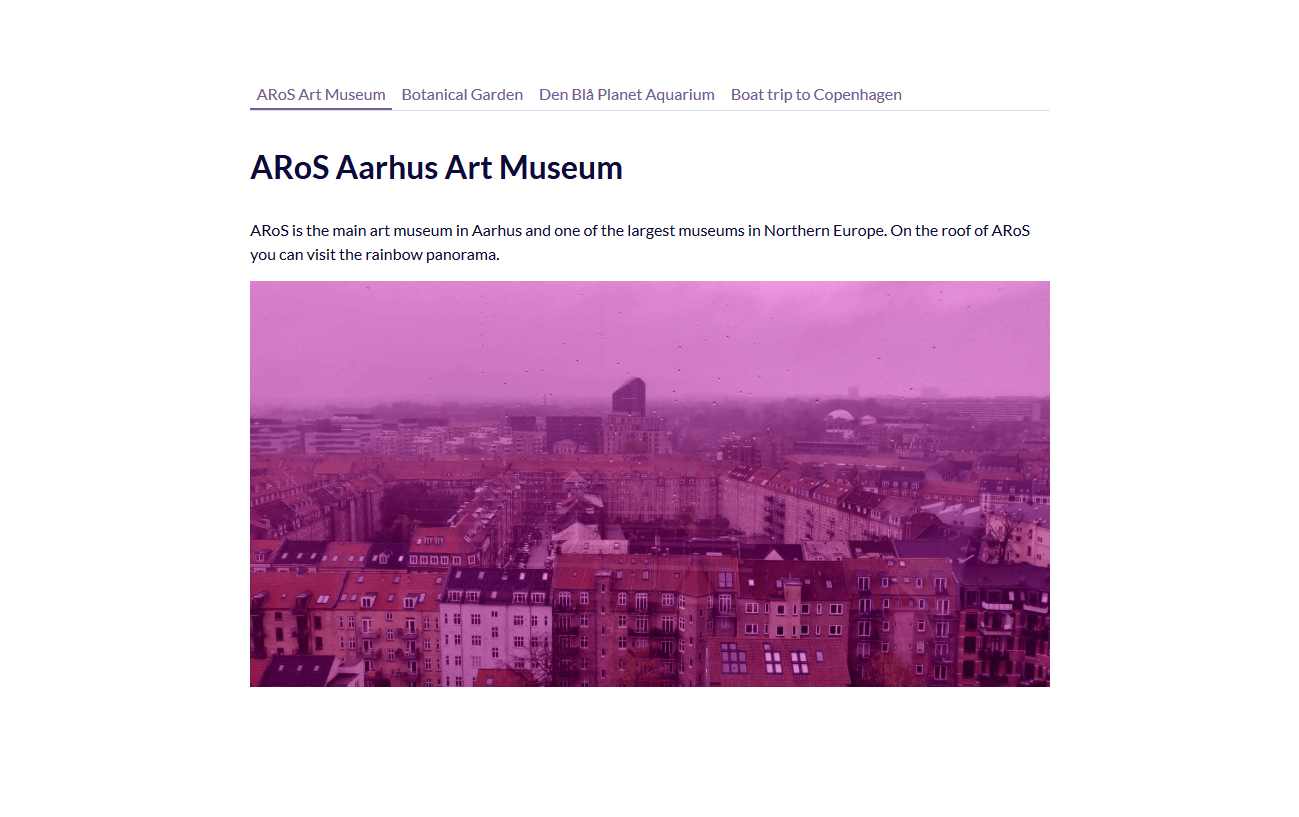 ARoS Art Museum Botanical Garden Den Blå Planet Aquarium Boat trip to Copenhagen
ARoS Aarhus Art Museum
ARoS is the main art museum in Aarhus and one of the largest museums in Northern Europe. On the roof of ARoS
you can visit the rainbow panorama.